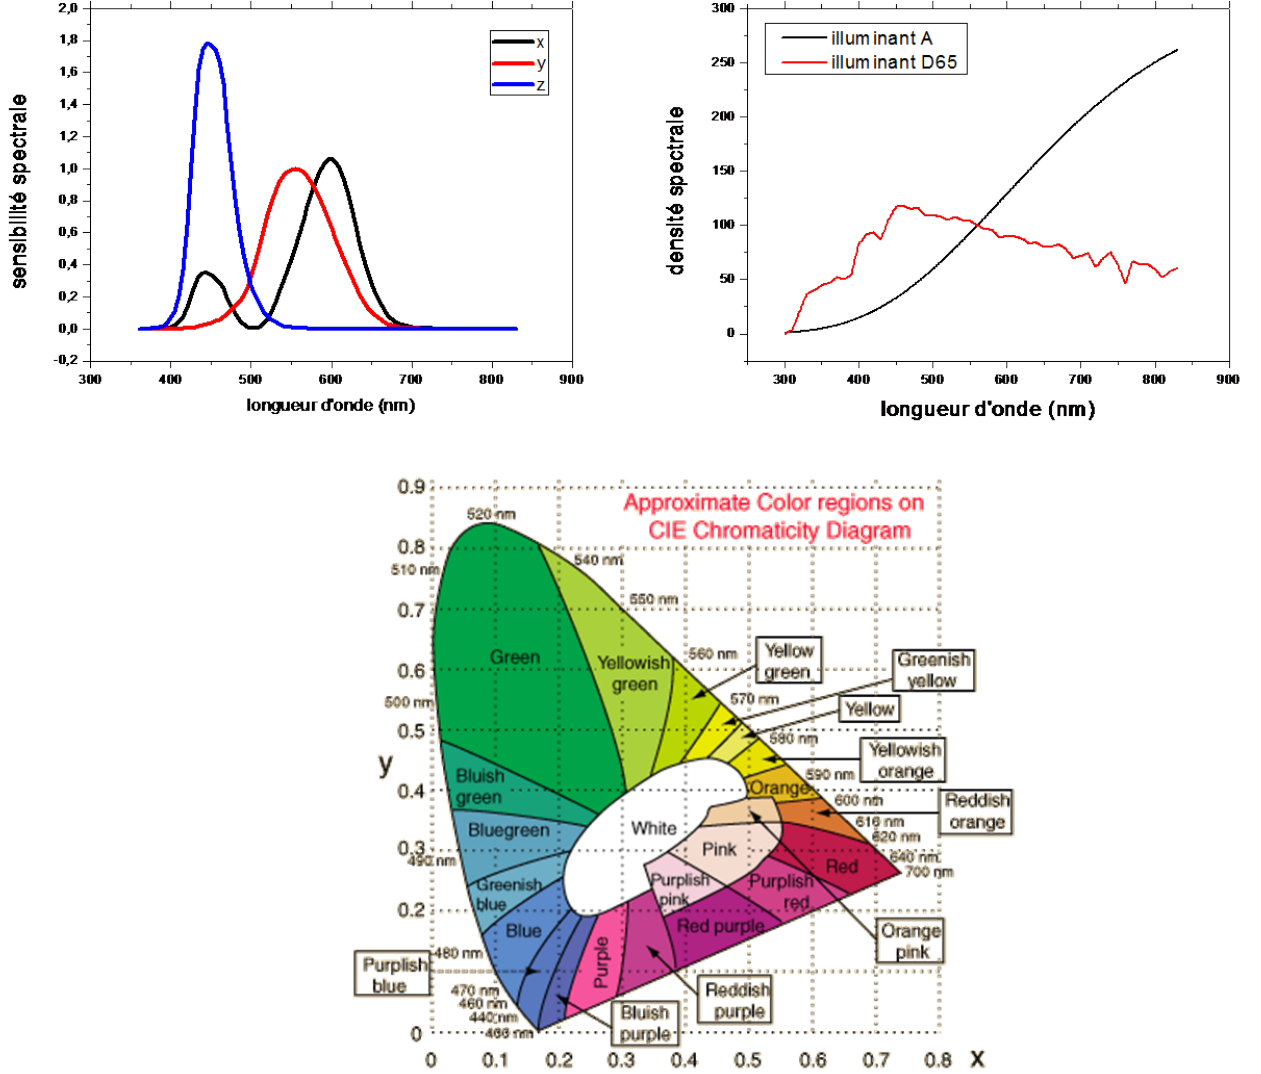 2,0
1,8
1,6
1,4
1,2
1,0
0,8
0,6
0,4
0,2
0,0
-0,2
sensibilité spectrale
x
y
z
300 400 500 600 700 800 900
longueur d'onde (nm)
300
250
200
150
100
50
0
densité spectrale
illuminant A
illuminant D65
300 400 500 600 700 800 900
longueur d'onde (nm)
Approximate Color regions on
CIE Chromaticity Diagram
0.9
0.8
0.7
0.6
0.5
0.4
0.3
0.2
0
y
520 nm
510 nm
540 nm
550 nm
560 nm
570 nm
580 nm
590 nm
600 nm
616 nm
620 nm
640 nm
700 nm
500 nm
490 nm
480 nm
470 nm
460 nm
440 nm
Green
Yellowish
green
Yellow
green
Greenish
yellow
Yellow
Yellowish
orange
Orange
Reddish
orange
Bluish
green
Bluegreen
Greenish
blue
Blue
White
Pink
Purplish
pink
Purplish
red
Red
Red purple
Orange
pink
Purplish
blue
Purple
Bluish
purple
Reddish
purple
0 0.1 0.2 0.3 0.4 0.5 0.6 0.7 0.8 x